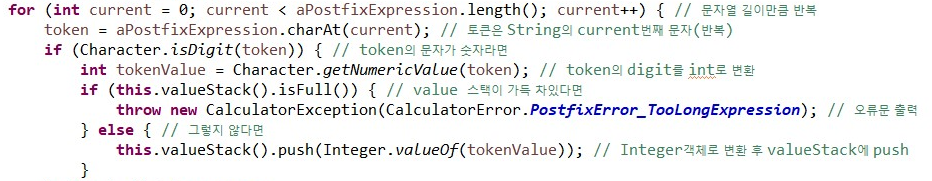 for (int current = 0; current < aPostfixExpression.length(); current++) { // 문자열 길이만큼 반복
token = aPostfixExpression.charAt(current); // 토큰은 String의 current번째 문자(반복)
if (Character.isDigit(token)) { // token의 문자가 숫자라면
int tokenValue = Character.getNumericValue(token); // token의 digit를 int로 변환
if (this.valueStack().isFull()) { // value 스택이 가득 차있다면
throw new CalculatorException(CalculatorError.PostfixError_TooLongExpression); // 오류문 출력
} else { // 그렇지 않다면
this.valueStack().push(Integer.valueOf(tokenValue)); // Integer객체로 변환 후 valueStack에 push
}